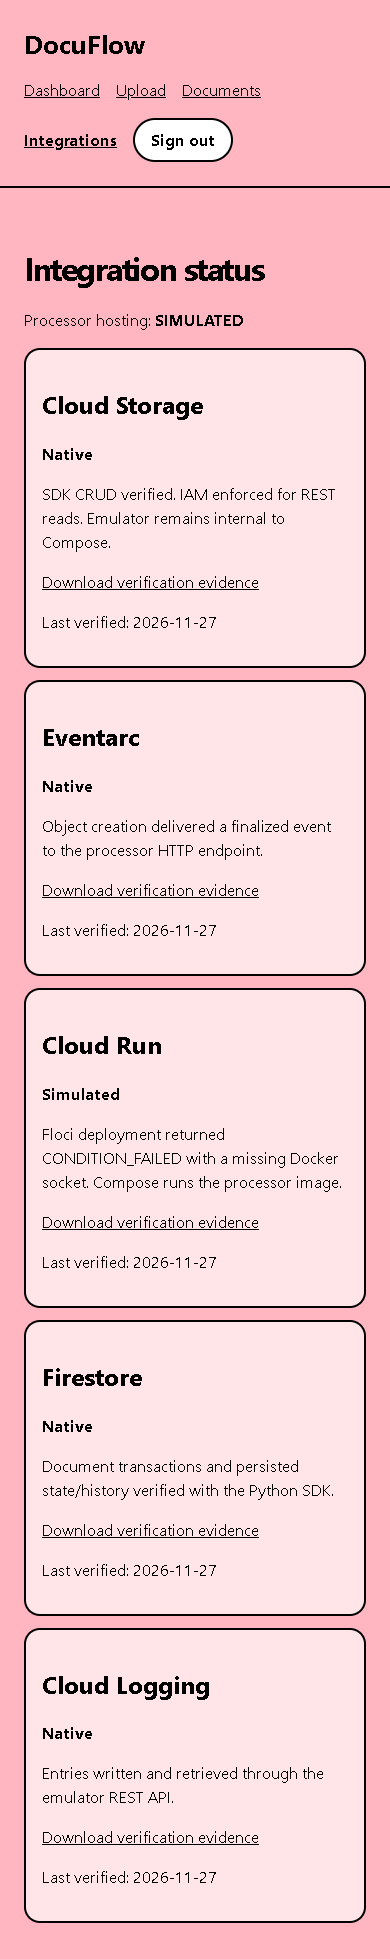 DocuFlow
Dashboard Upload Documents
Integrations Sign out
Integration status
Processor hosting: SIMULATED
Cloud Storage
Native
SDK CRUD verified. IAM enforced for REST
reads. Emulator remains internal to
Compose.
Download verification evidence
Last verified: 2026-11-27
Eventarc
Native
Object creation delivered a finalized event
to the processor HTTP endpoint.
Download verification evidence
Last verified: 2026-11-27
Cloud Run
Simulated
Floci deployment returned
CONDITION_FAILED with a missing Docker
socket. Compose runs the processor image.
Download verification evidence
Last verified: 2026-11-27
Firestore
Native
Document transactions and persisted
state/history verified with the Python SDK.
Download verification evidence
Last verified: 2026-11-27
Cloud Logging
Native
Entries written and retrieved through the
emulator REST API.
Download verification evidence
Last verified: 2026-11-27